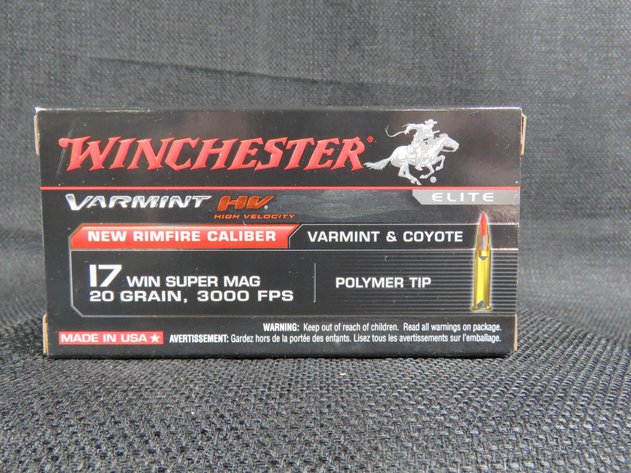 WINCHESTER®
VARMINT HV®
HIGH VELOCITY
ELITE
NEW RIMFIRE CALIBER
VARMINT & COYOTE
17 WIN SUPER MAG
20 GRAIN, 3000 FPS
POLYMER TIP
MADE IN USA
WARNING: Keep out of reach of children. Read all warnings on package.
AVERTISSEMENT: Gardez hors de la portée des enfants. Lisez tous les avertissements sur l'emballage.